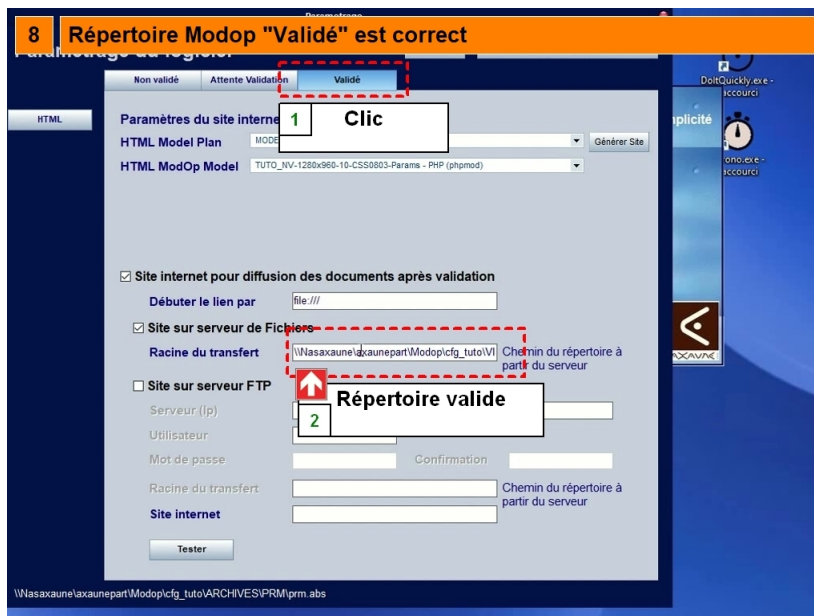 Parametrage
8 Répertoire Modop "Validé" est correct
Non validé Attente Validation Validé
HTML
Paramètres du site interne
1 Clic
HTML Model Plan MODE Générer Site
HTML ModOp Model TUTO_NV-1280x960-10-CSS0803-Params - PHP (phpmod)
Site internet pour diffusion des documents après validation
Débuter le lien par file:///
Site sur serveur de Fichiers
Racine du transfert \\Nasaxaune\axaunepart\Modop\cfg_tuto\VI Chemin du répertoire à
partir du serveur
Site sur serveur FTP
2 Répertoire valide
Serveur (Ip)
Utilisateur
Mot de passe Confirmation
Racine du transfert Chemin du répertoire à
partir du serveur
Site internet
Tester
\\Nasaxaune\axaunepart\Modop\cfg_tuto\ARCHIVES\PRM\prm.abs
DoItQuickly.exe -
accourci
plicité
ono.exe -
accourci
AXAUNE